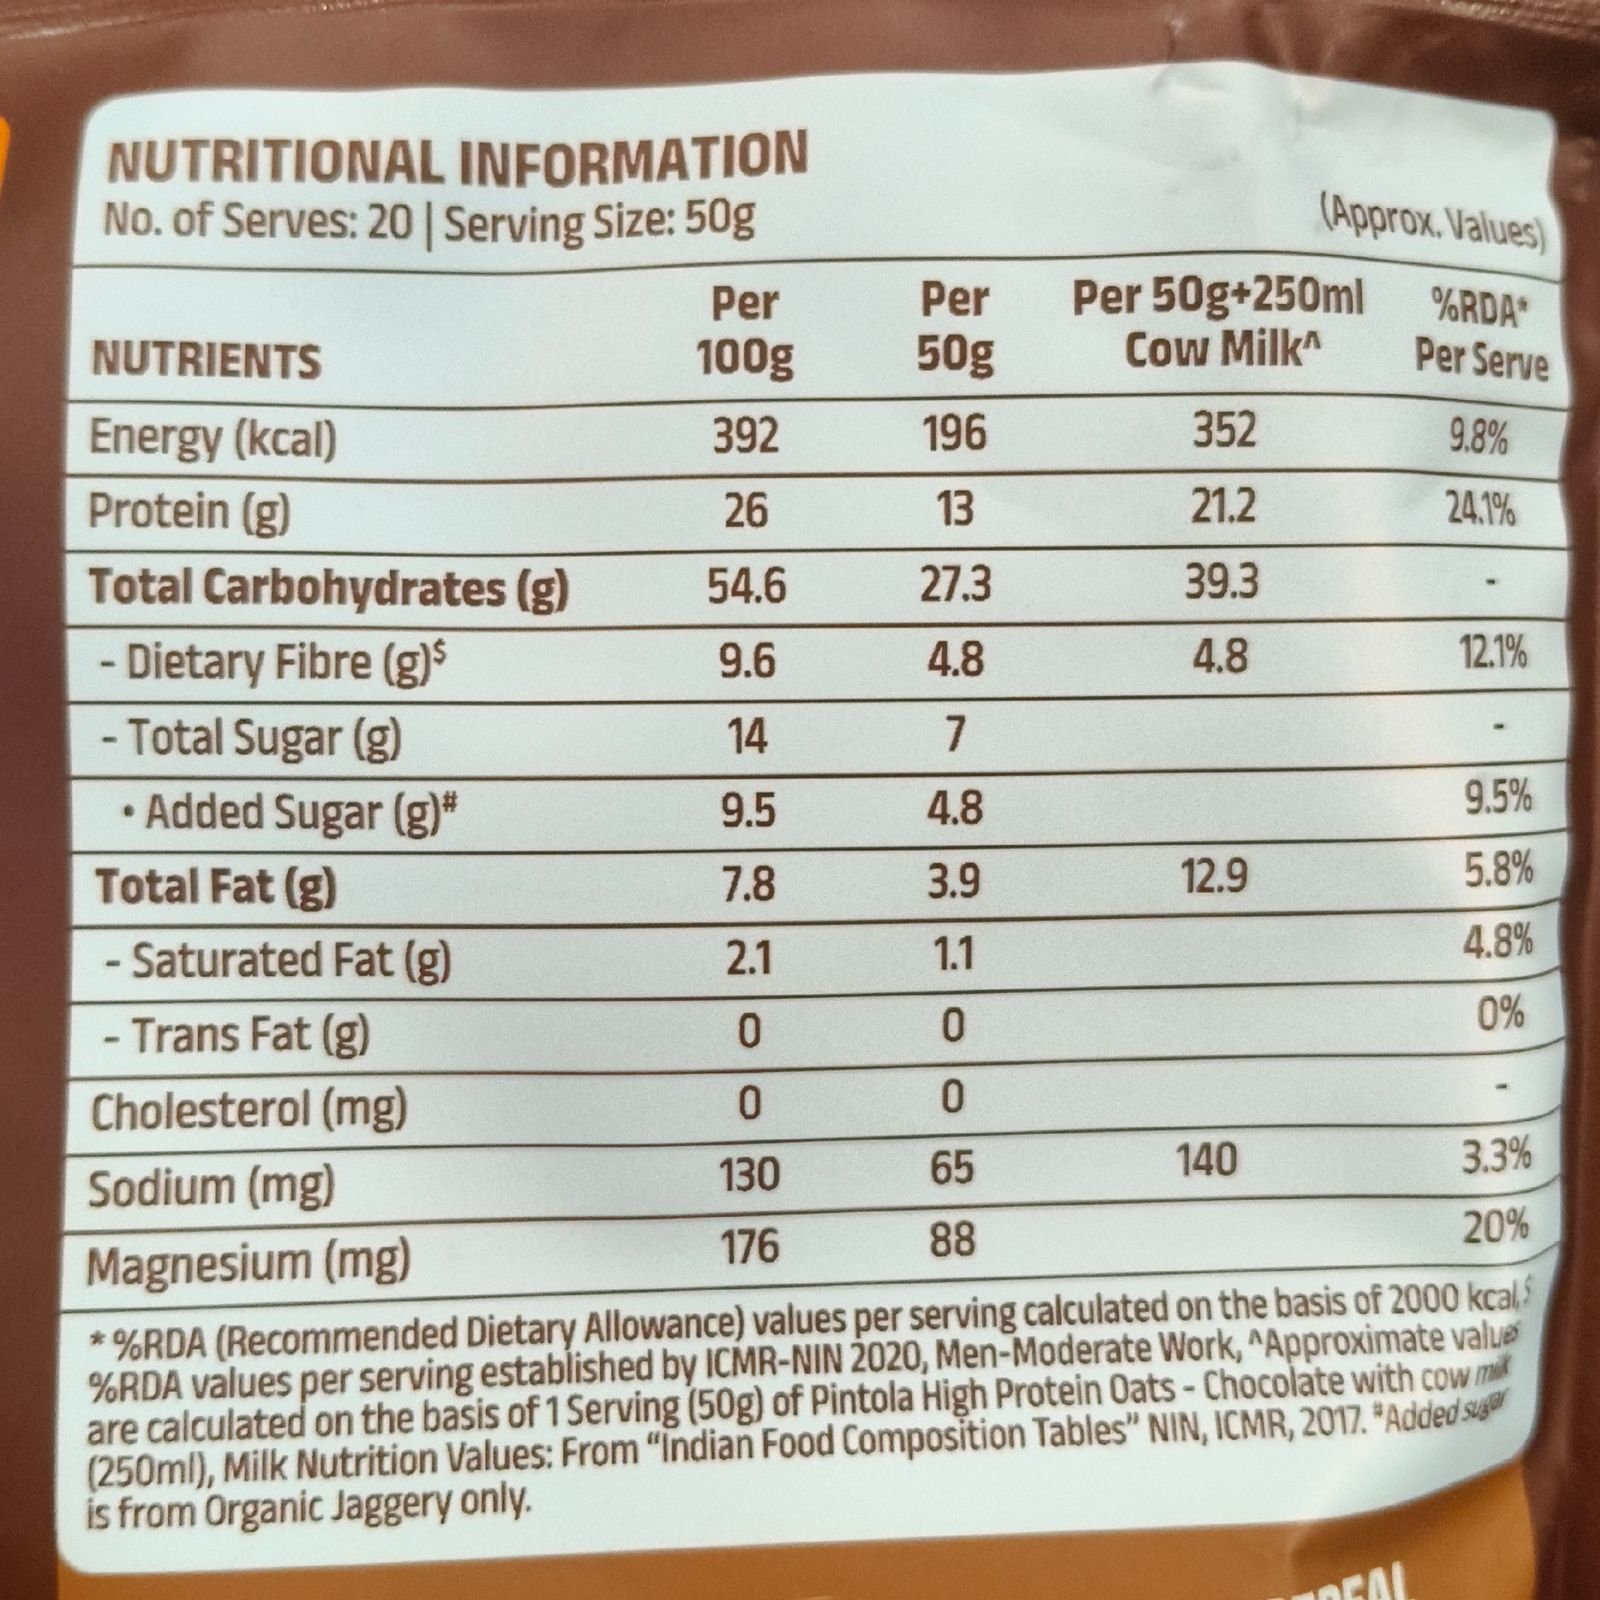 NUTRITIONAL INFORMATION
No. of Serves: 20 | Serving Size: 50g
(Approx. Values)
NUTRIENTS Per 100g Per 50g Per 50g+250ml Cow Milk^ %RDA* Per Serve
Energy (kcal) 392 196 352 9.8%
Protein (g) 26 13 21.2 24.1%
Total Carbohydrates (g) 54.6 27.3 39.3 -
- Dietary Fibre (g)$ 9.6 4.8 4.8 12.1%
- Total Sugar (g) 14 7 -
• Added Sugar (g)# 9.5 4.8 9.5%
Total Fat (g) 7.8 3.9 12.9 5.8%
- Saturated Fat (g) 2.1 1.1 4.8%
- Trans Fat (g) 0 0 0%
Cholesterol (mg) 0 0 -
Sodium (mg) 130 65 140 3.3%
Magnesium (mg) 176 88 20%
* %RDA (Recommended Dietary Allowance) values per serving calculated on the basis of 2000 kcal,$
%RDA values per serving established by ICMR-NIN 2020, Men-Moderate Work, ^Approximate values
are calculated on the basis of 1 Serving (50g) of Pintola High Protein Oats - Chocolate with cow milk
(250ml), Milk Nutrition Values: From “Indian Food Composition Tables” NIN, ICMR, 2017. #Added sugar
is from Organic Jaggery only.